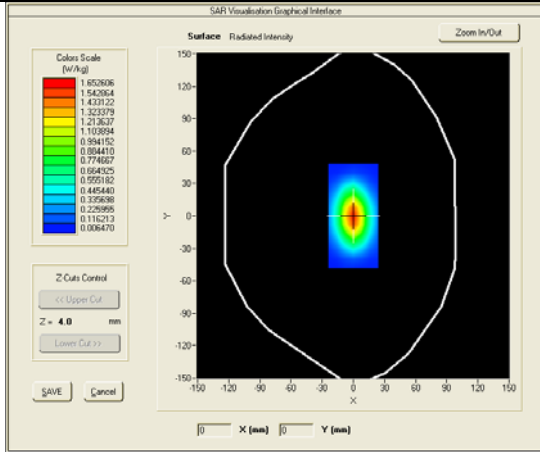 SAR Visualisation Graphical Interface
Surface Radiated Intensity
Zoom In/Out
Colors Scale
(W/kg)
1.652606
1.542864
1.433122
1.323379
1.213637
1.103894
0.994152
0.884410
0.774667
0.664925
0.555182
0.445440
0.335698
0.225955
0.116213
0.006470
Z-Cuts Control
<< Upper Cut
Z = 4.0 mm
Lower Cut >>
SAVE Cancel
150
120
90
60
30
0
-30
-60
-90
-120
-150
Y
-150 -120 -90 -60 -30 0 30 60 90 120 150
X
0 X (mm) 0 Y (mm)